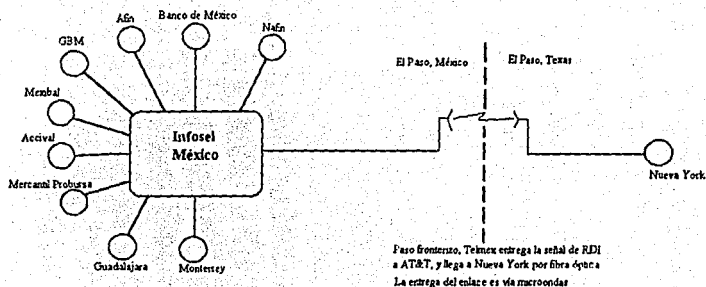 Afin
Banco de México
Nafin
GBM
Mexbal
Accival
Mercantil Probursa
Guadalajara
Monterrey
Infosel
México
El Paso, México
El Paso, Texas
Nueva York
Paso fronterizo, Telmex entrega la señal de RDI
a AT&T, y llega a Nueva York por fibra óptica
La entrega del enlace es vía microondas